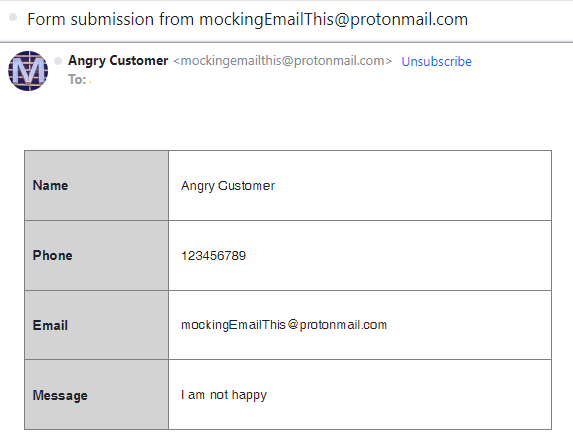 Form submission from mockingEmailThis@protonmail.com
M
Angry Customer <mockingemailthis@protonmail.com> Unsubscribe
To:
Name Angry Customer
Phone 123456789
Email mockingEmailThis@protonmail.com
Message I am not happy